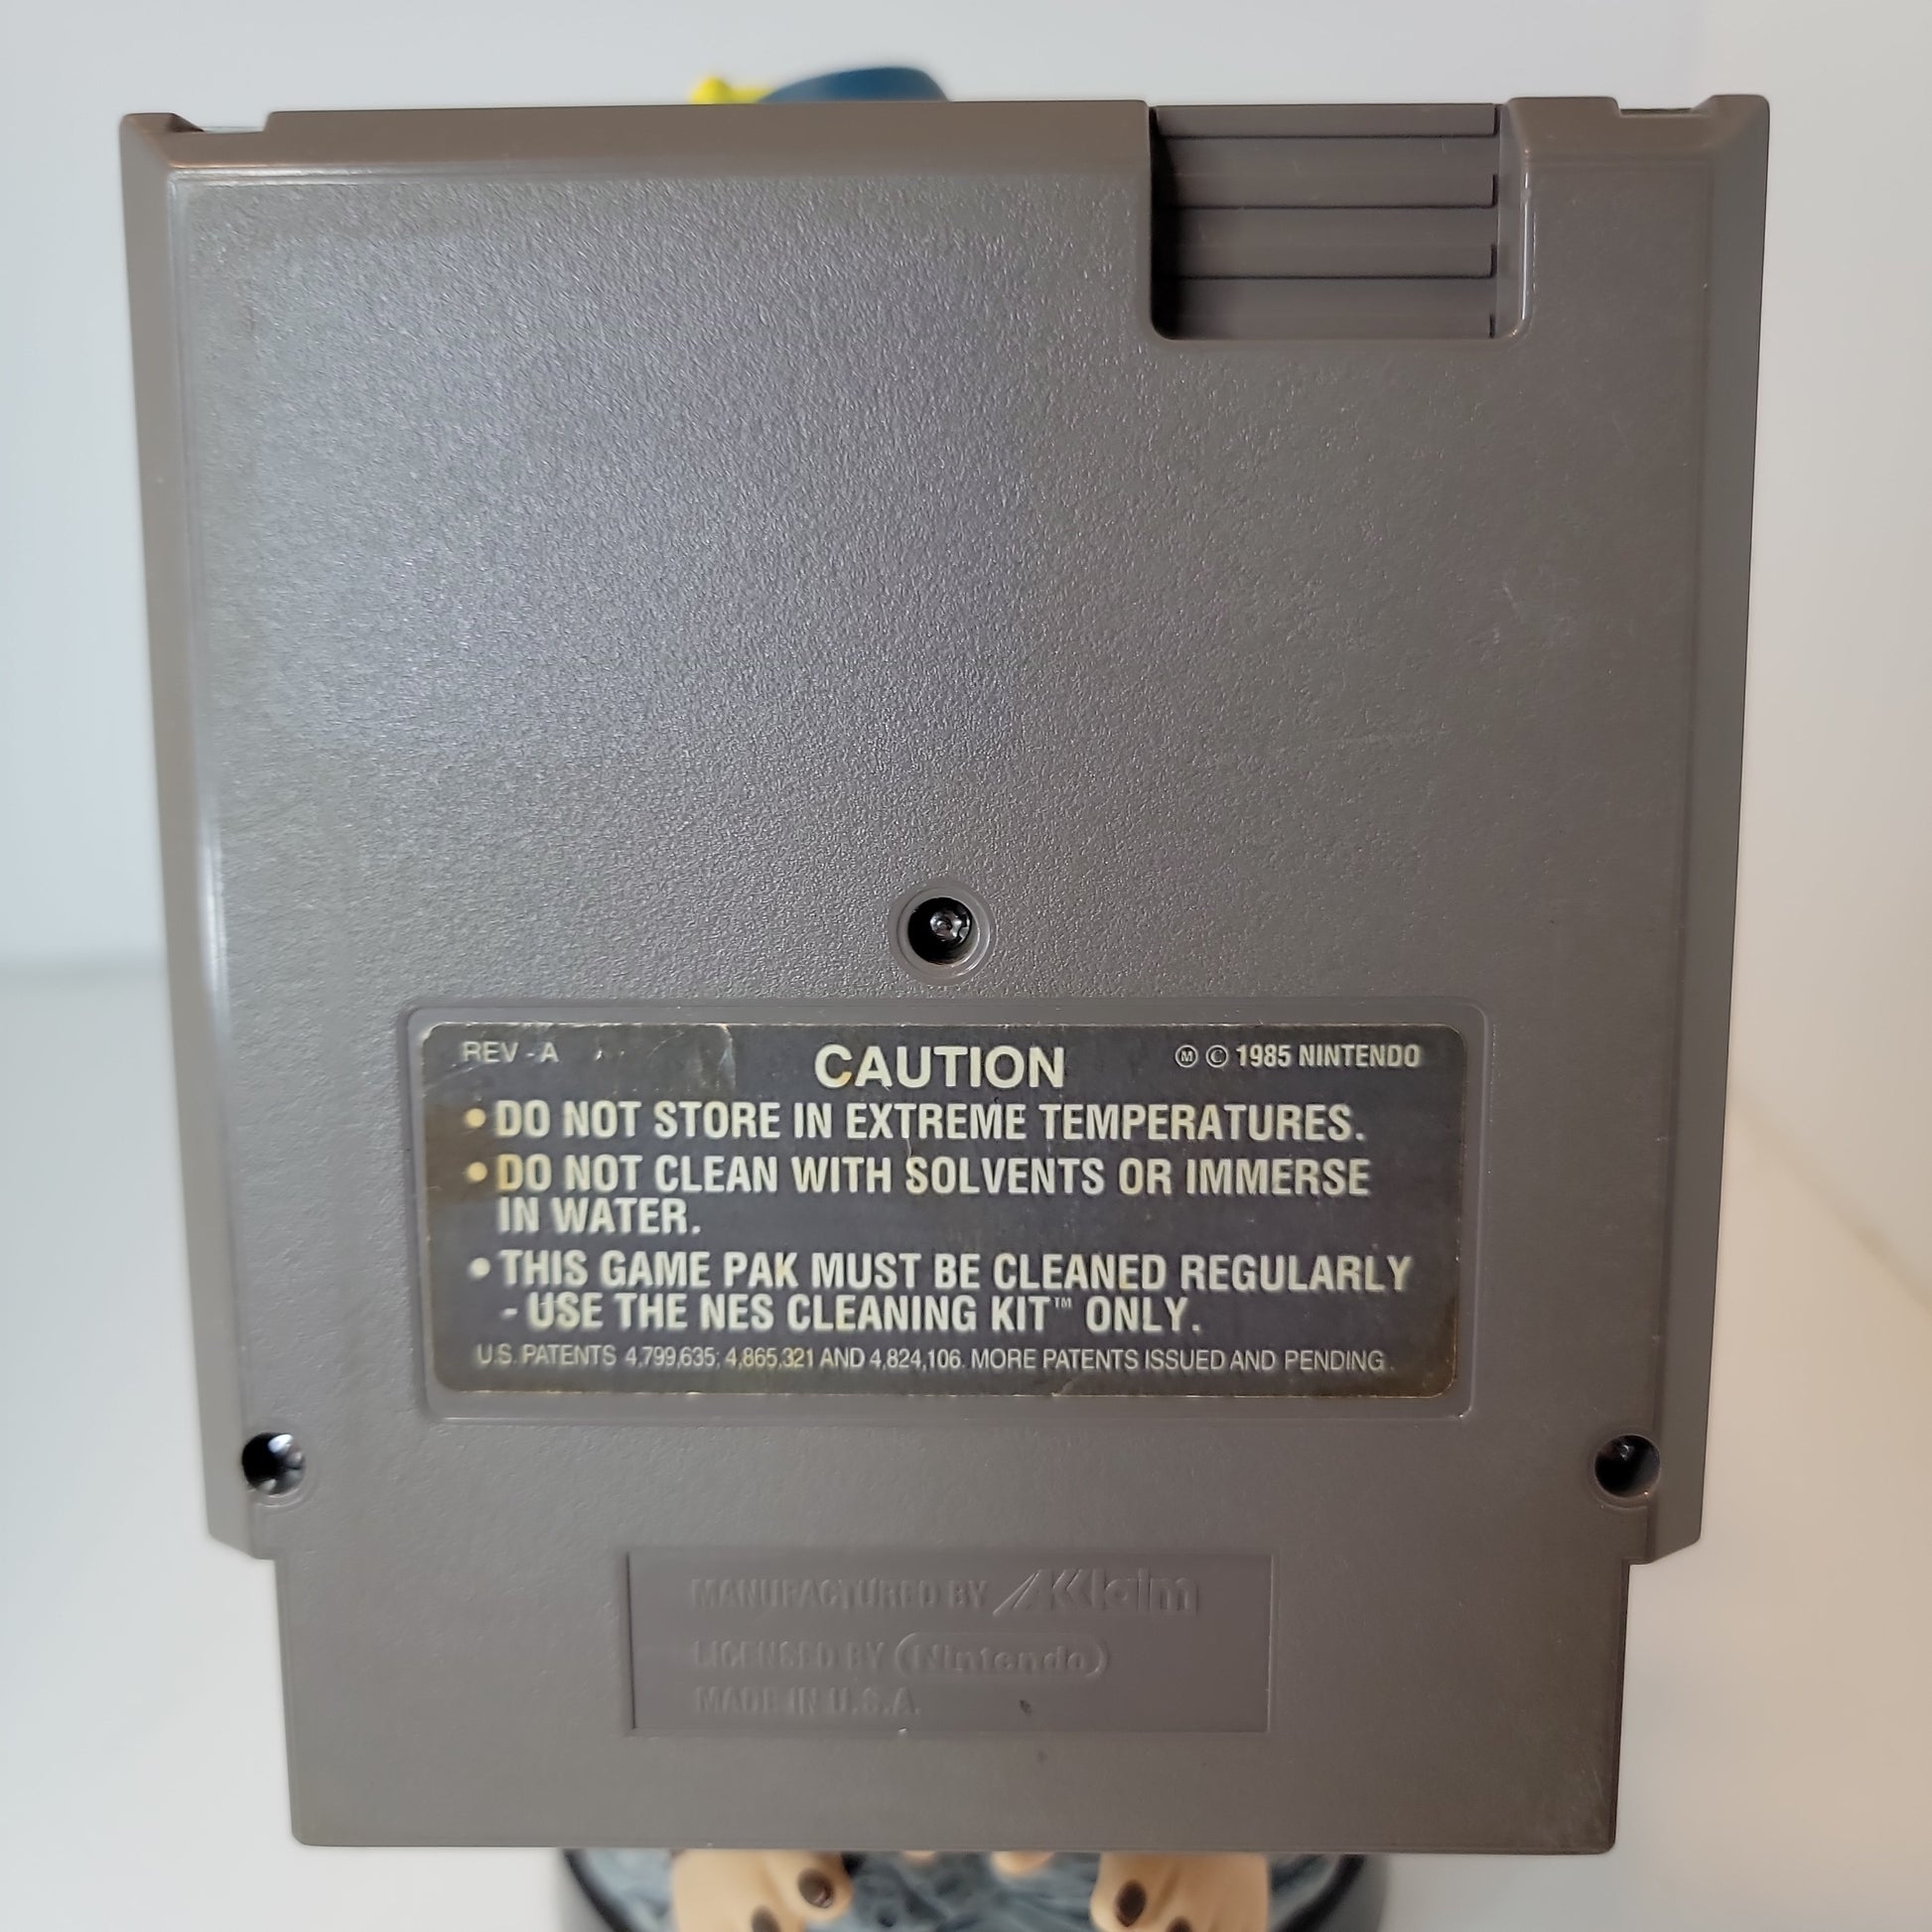 REV-A CAUTION Ⓜ © 1985 NINTENDO
• DO NOT STORE IN EXTREME TEMPERATURES.
• DO NOT CLEAN WITH SOLVENTS OR IMMERSE
IN WATER.
• THIS GAME PAK MUST BE CLEANED REGULARLY
- USE THE NES CLEANING KIT™ ONLY.
U.S. PATENTS 4,799,635; 4,865,321 AND 4,824,106. MORE PATENTS ISSUED AND PENDING.
MANUFACTURED BY AKKlaim
LICENSED BY Nintendo
MADE IN U.S.A.